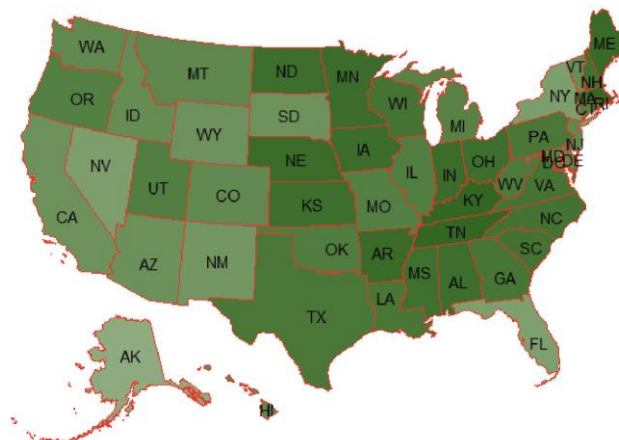 WA
MT
ND
MN
ME
VT
NH
OR
ID
WY
SD
WI
MI
NY
MA
RI
CT
NV
UT
CO
NE
IA
IL
IN
OH
PA
NJ
MD
DE
DC
CA
KS
MO
KY
WV
VA
AZ
NM
OK
AR
TN
NC
SC
TX
LA
MS
AL
GA
FL
AK
HI